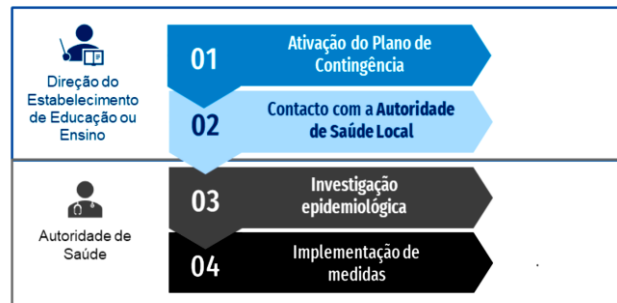 Direção do
Estabelecimento
de Educação ou
Ensino
01
Ativação do Plano de
Contingência
02
Contacto com a Autoridade
de Saúde Local
Autoridade de
Saúde
03
Investigação
epidemiológica
04
Implementação de
medidas